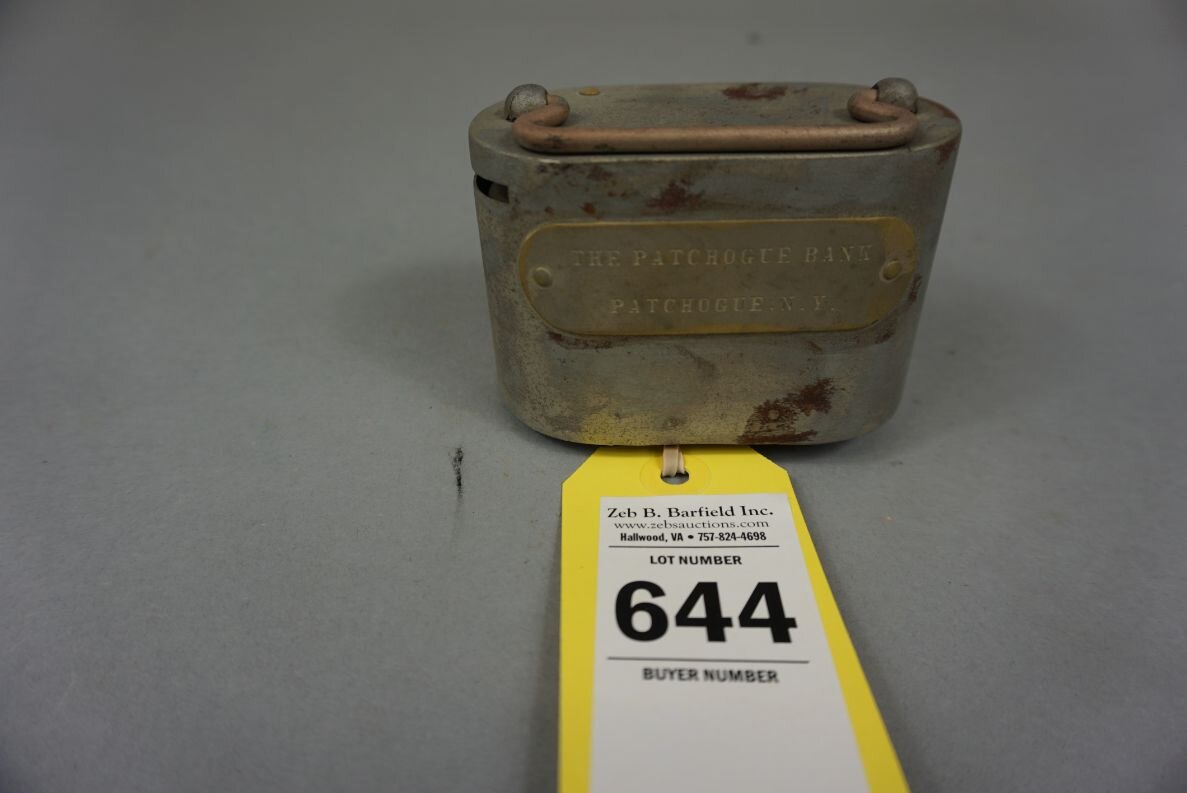 THE PATCHOGUE BANK
PATCHOGUE. N. Y.
Zeb B. Barfield Inc.
www.zebsauctions.com
Hallwood, VA • 757-824-4698
LOT NUMBER
644
BUYER NUMBER